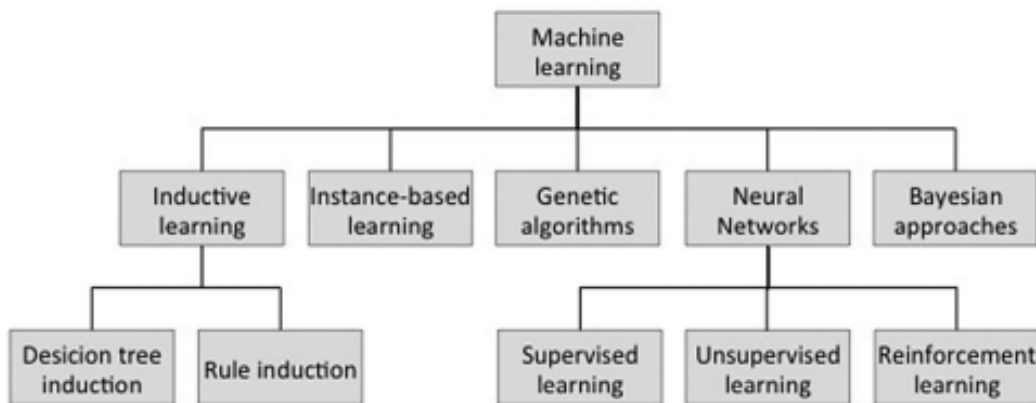 Machine
learning
Inductive
learning
Instance-based
learning
Genetic
algorithms
Neural
Networks
Bayesian
approaches
Desicion tree
induction
Rule induction
Supervised
learning
Unsupervised
learning
Reinforcement
learning